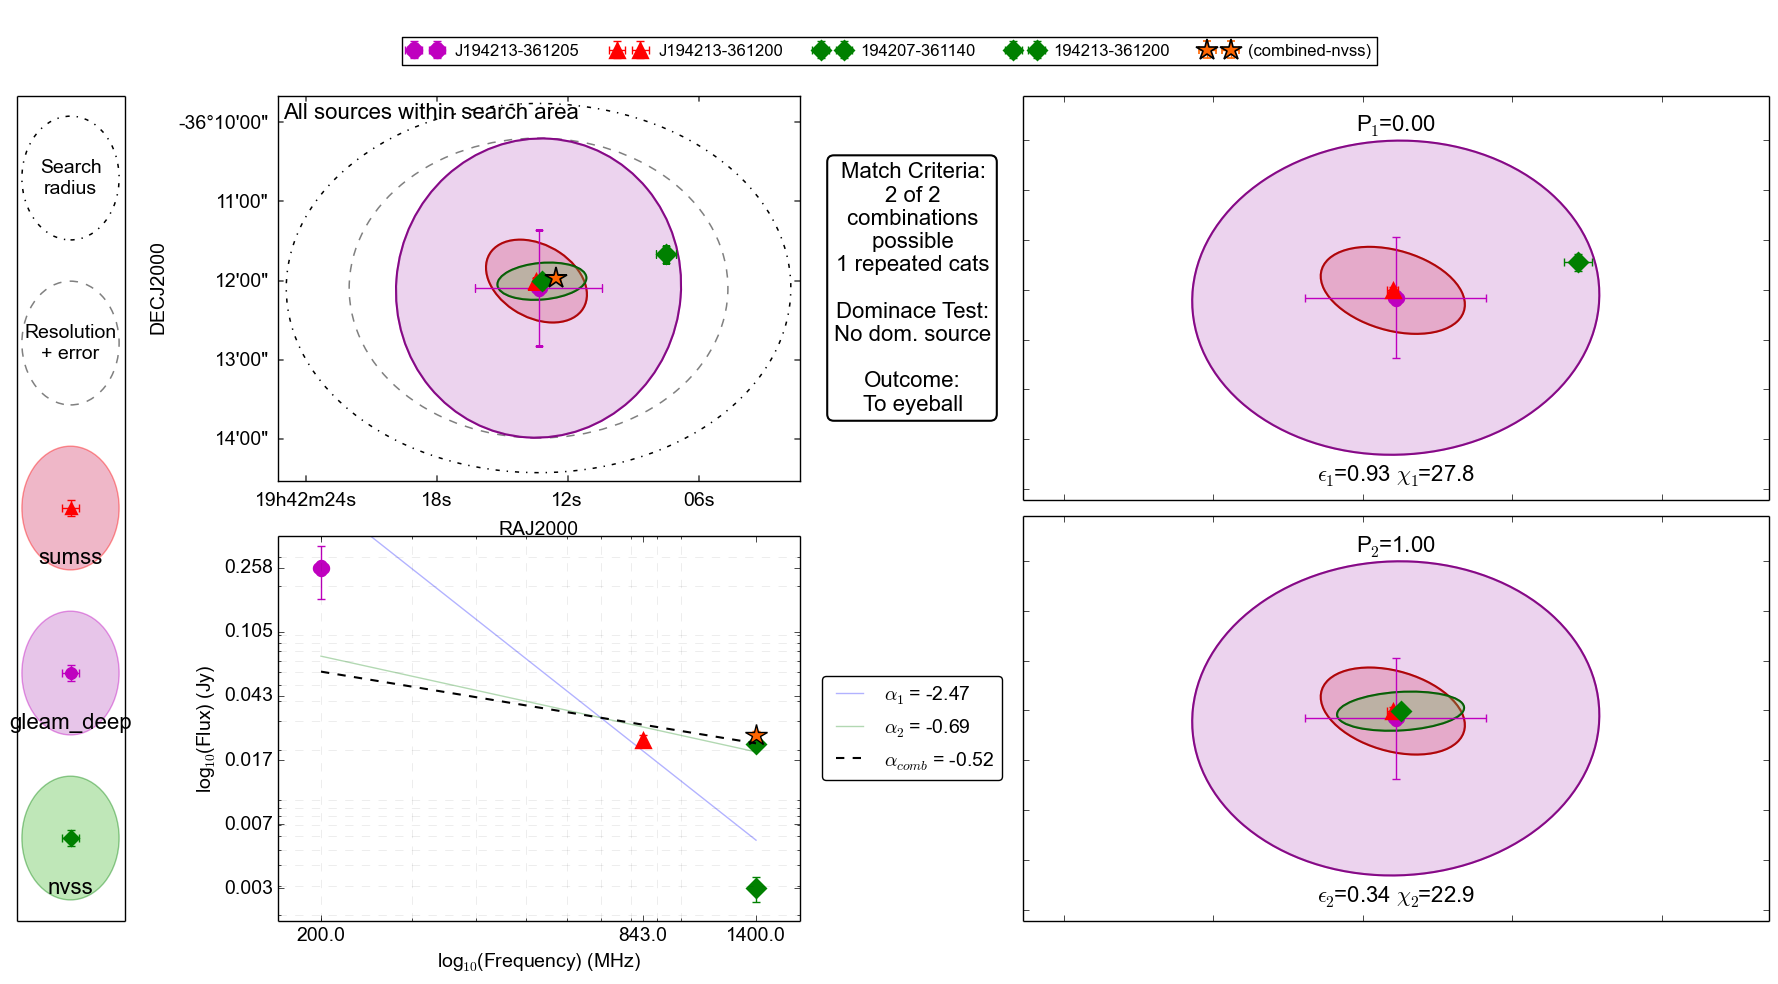 J194213-361205 J194213-361200 194207-361140 194213-361200 (combined-nvss)
Search
radius
Resolution
+ error
sumss
gleam_deep
nvss
All sources within search area
DECJ2000
-36°10'00"
11'00"
12'00"
13'00"
14'00"
19h42m24s 18s 12s 06s
RAJ2000
Match Criteria:
2 of 2
combinations
possible
1 repeated cats
Dominace Test:
No dom. source
Outcome:
To eyeball
P1=0.00
ϵ1=0.93 χ1=27.8
log10(Flux) (Jy)
0.258
0.105
0.043
0.017
0.007
0.003
200.0 843.0 1400.0
log10(Frequency) (MHz)
α1 = -2.47
α2 = -0.69
αcomb = -0.52
P2=1.00
ϵ2=0.34 χ2=22.9